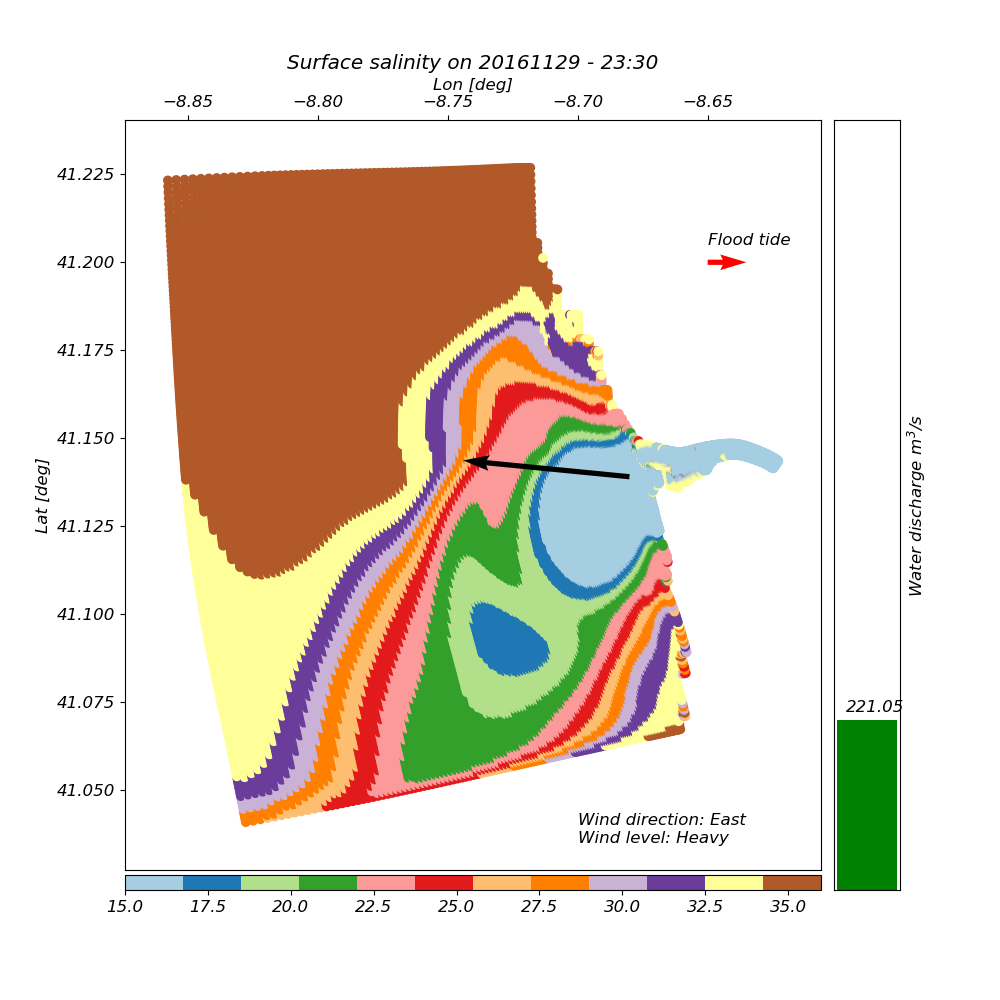 Surface salinity on 20161129 - 23:30
Lon [deg]
−8.85 −8.80 −8.75 −8.70 −8.65
41.225
41.200
41.175
41.150
41.125
41.100
41.075
41.050
Lat [deg]
Flood tide
Wind direction: East
Wind level: Heavy
221.05
Water discharge m³/s
15.0 17.5 20.0 22.5 25.0 27.5 30.0 32.5 35.0